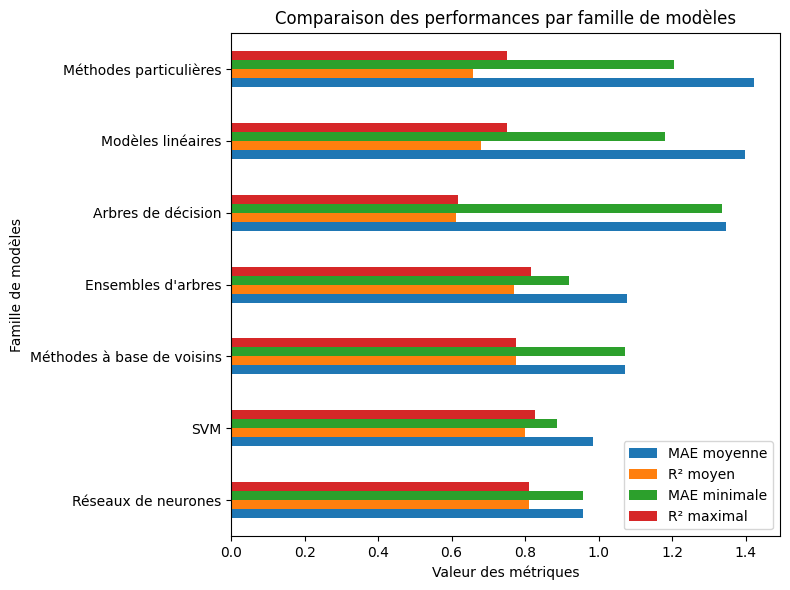 Comparaison des performances par famille de modèles
Famille de modèles
Méthodes particulières
Modèles linéaires
Arbres de décision
Ensembles d'arbres
Méthodes à base de voisins
SVM
Réseaux de neurones
MAE moyenne
R² moyen
MAE minimale
R² maximal
0.0 0.2 0.4 0.6 0.8 1.0 1.2 1.4
Valeur des métriques